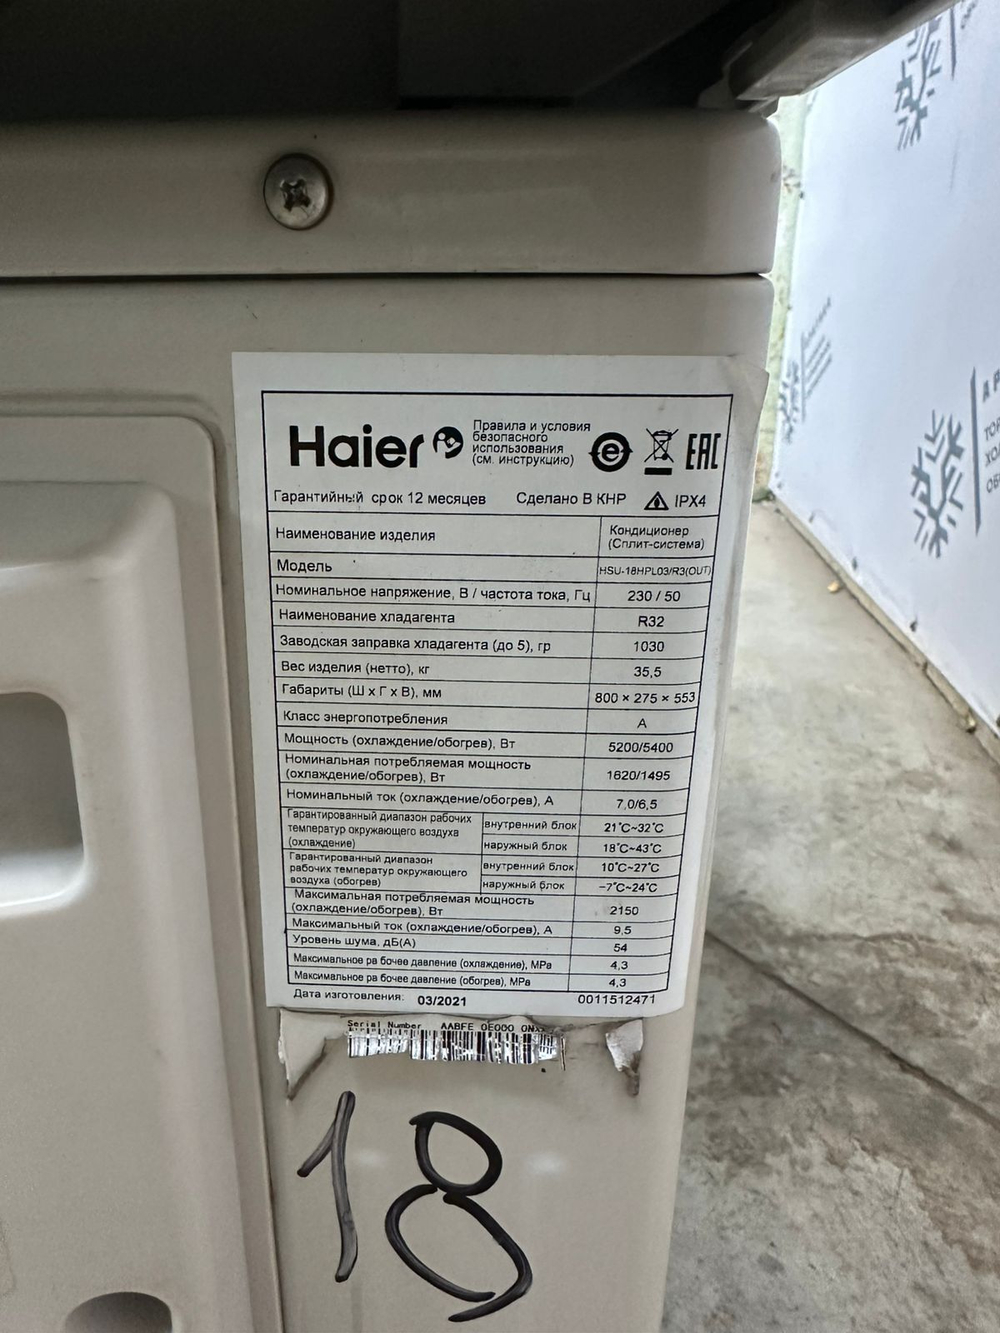 Haier
Правила и условия
безопасного
использования
(см. инструкцию)
EAC
Гарантийный срок 12 месяцев Сделано В КНР IPX4
Наименование изделия Кондиционер
(Сплит-система)
Модель HSU-18HPL03/R3(OUT)
Номинальное напряжение, В / частота тока, Гц 230 / 50
Наименование хладагента R32
Заводская заправка хладагента (до 5), гр 1030
Вес изделия (нетто), кг 35,5
Габариты (Ш х Г х В), мм 800 × 275 × 553
Класс энергопотребления A
Мощность (охлаждение/обогрев), Вт 5200/5400
Номинальная потребляемая мощность
(охлаждение/обогрев), Вт 1620/1495
Номинальный ток (охлаждение/обогрев), А 7,0/6,5
Гарантированный диапазон рабочих
температур окружающего воздуха
(охлаждение)
внутренний блок 21°C~32°C
наружный блок 18°C~43°C
Гарантированный диапазон
рабочих температур окружающего
воздуха (обогрев)
внутренний блок 10°C~27°C
наружный блок −7°C~24°C
Максимальная потребляемая мощность
(охлаждение/обогрев), Вт 2150
Максимальный ток (охлаждение/обогрев), А 9,5
Уровень шума, дБ(А) 54
Максимальное ра бочее давление (охлаждение), MPa 4,3
Максимальное ра бочее давление (обогрев), MPa 4,3
Дата изготовления: 03/2021 0011512471
Serial Number AABFE 0E000
18